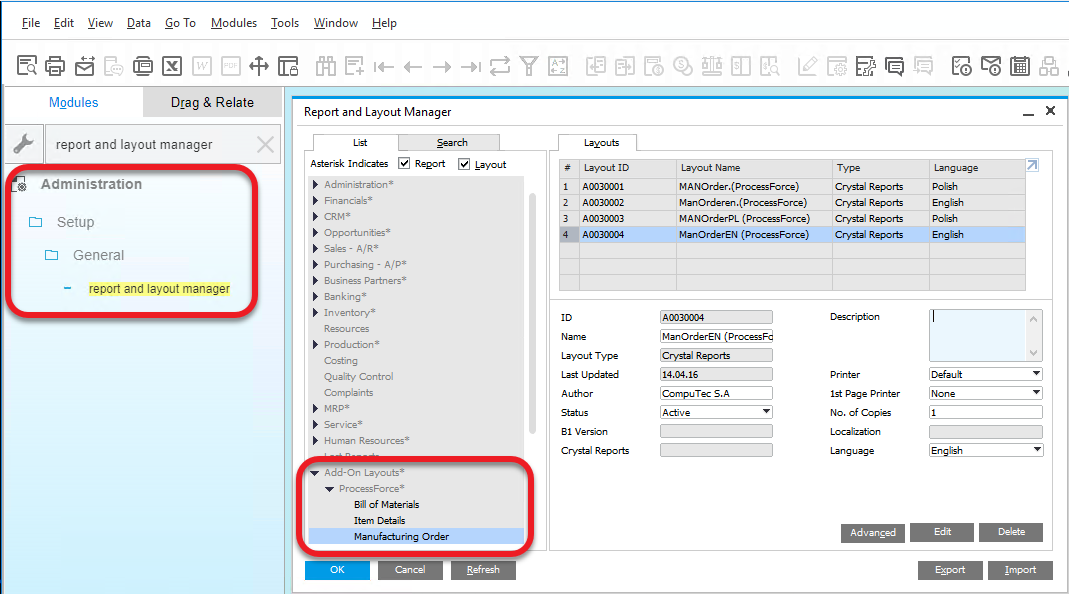 File Edit View Data Go To Modules Tools Window Help
Modules Drag & Relate
report and layout manager
Administration
Setup
General
report and layout manager
Report and Layout Manager
List Search
Asterisk Indicates Report Layout
Administration*
Financials*
CRM*
Opportunities*
Sales - A/R*
Purchasing - A/P*
Business Partners*
Banking*
Inventory*
Resources
Production*
Costing
Quality Control
Complaints
MRP*
Service*
Human Resources*
Add-On Layouts*
ProcessForce*
Bill of Materials
Item Details
Manufacturing Order
OK Cancel Refresh
Layouts
# Layout ID Layout Name Type Language
1 A0030001 MANOrder.(ProcessForce) Crystal Reports Polish
2 A0030002 ManOrderen.(ProcessForce) Crystal Reports English
3 A0030003 MANOrderPL (ProcessForce) Crystal Reports Polish
4 A0030004 ManOrderEN (ProcessForce) Crystal Reports English
ID A0030004
Name ManOrderEN (ProcessFo
Layout Type Crystal Reports
Last Updated 14.04.16
Author CompuTec S.A
Status Active
B1 Version
Crystal Reports
Description
Printer Default
1st Page Printer None
No. of Copies 1
Localization
Language English
Advanced Edit Delete
Export Import